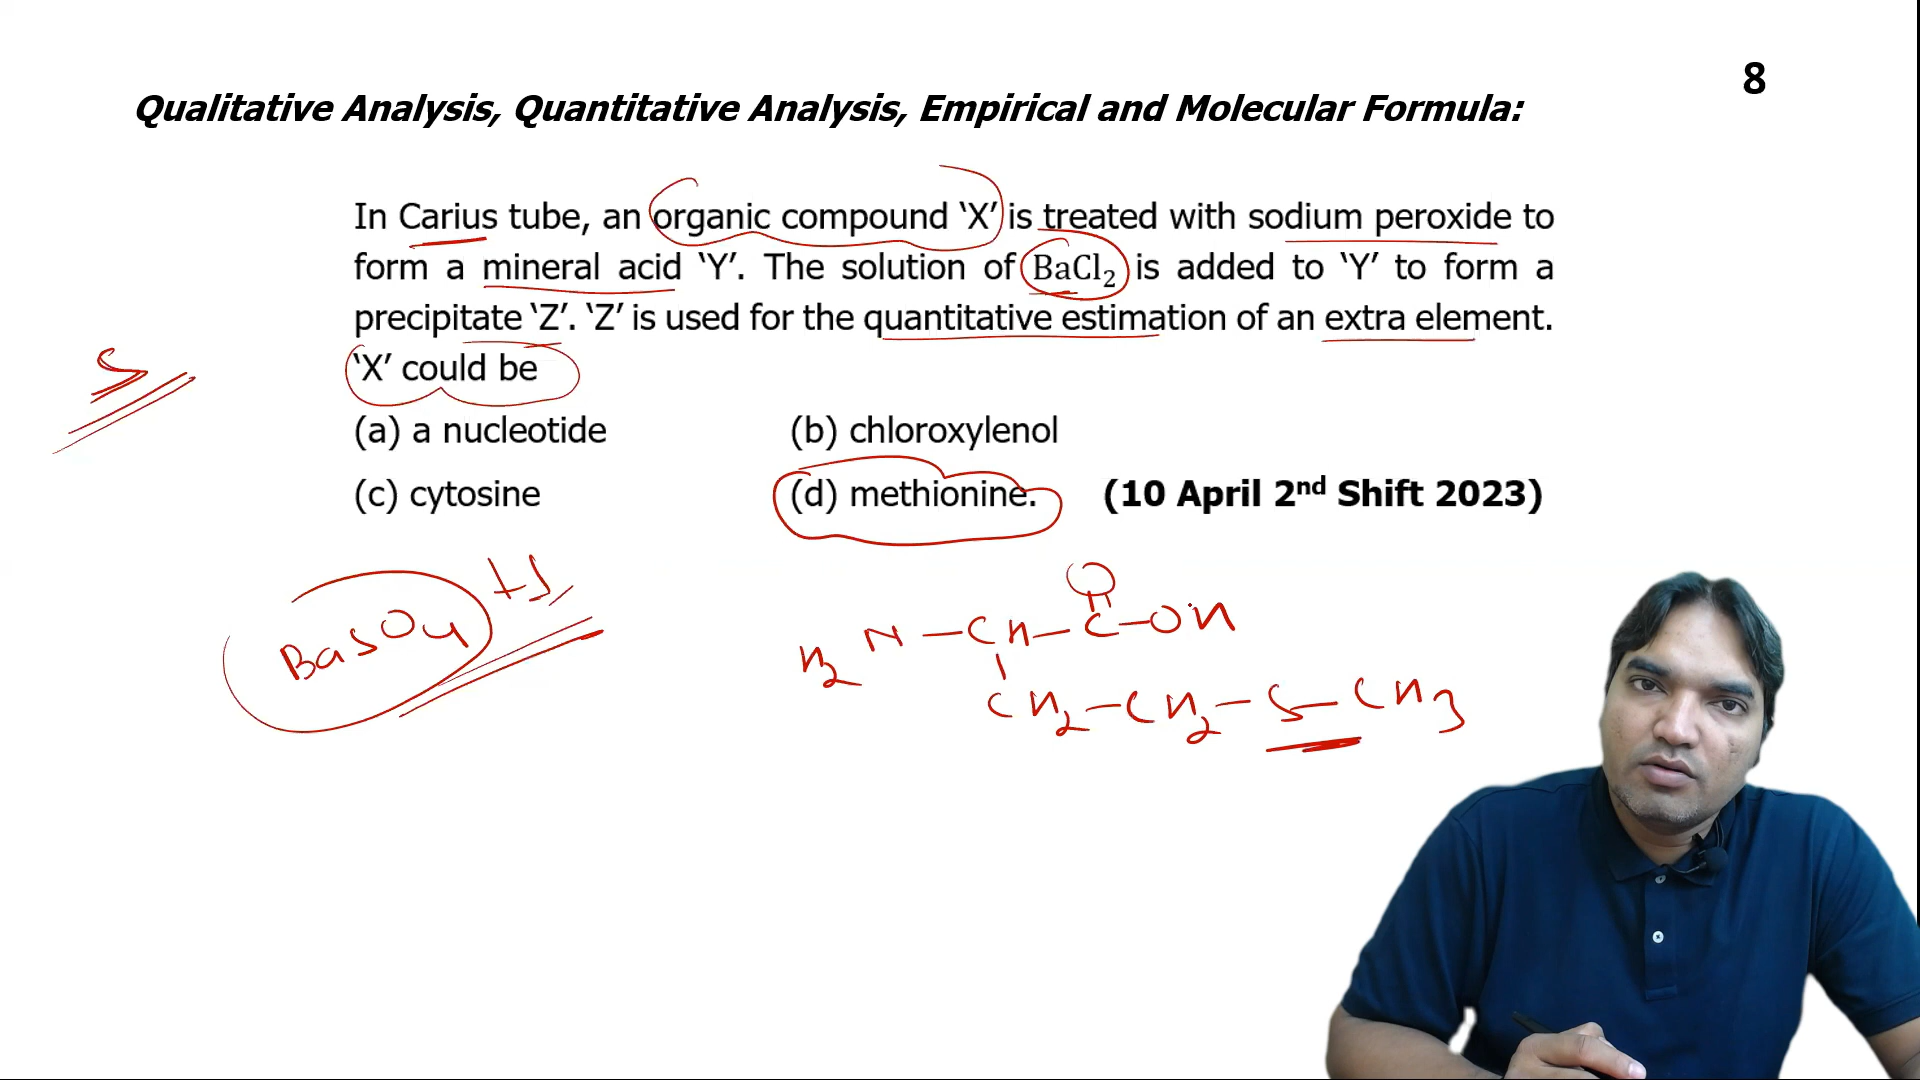 8
Qualitative Analysis, Quantitative Analysis, Empirical and Molecular Formula:
In Carius tube, an organic compound ‘X’ is treated with sodium peroxide to
form a mineral acid ‘Y’. The solution of BaCl₂ is added to ‘Y’ to form a
precipitate ‘Z’. ‘Z’ is used for the quantitative estimation of an extra element.
‘X’ could be
S
(a) a nucleotide (b) chloroxylenol
(c) cytosine (d) methionine. (10 April 2nd Shift 2023)
BaSO4
O
H2N-CH-C-OH
CH2-CH2-S-CH3